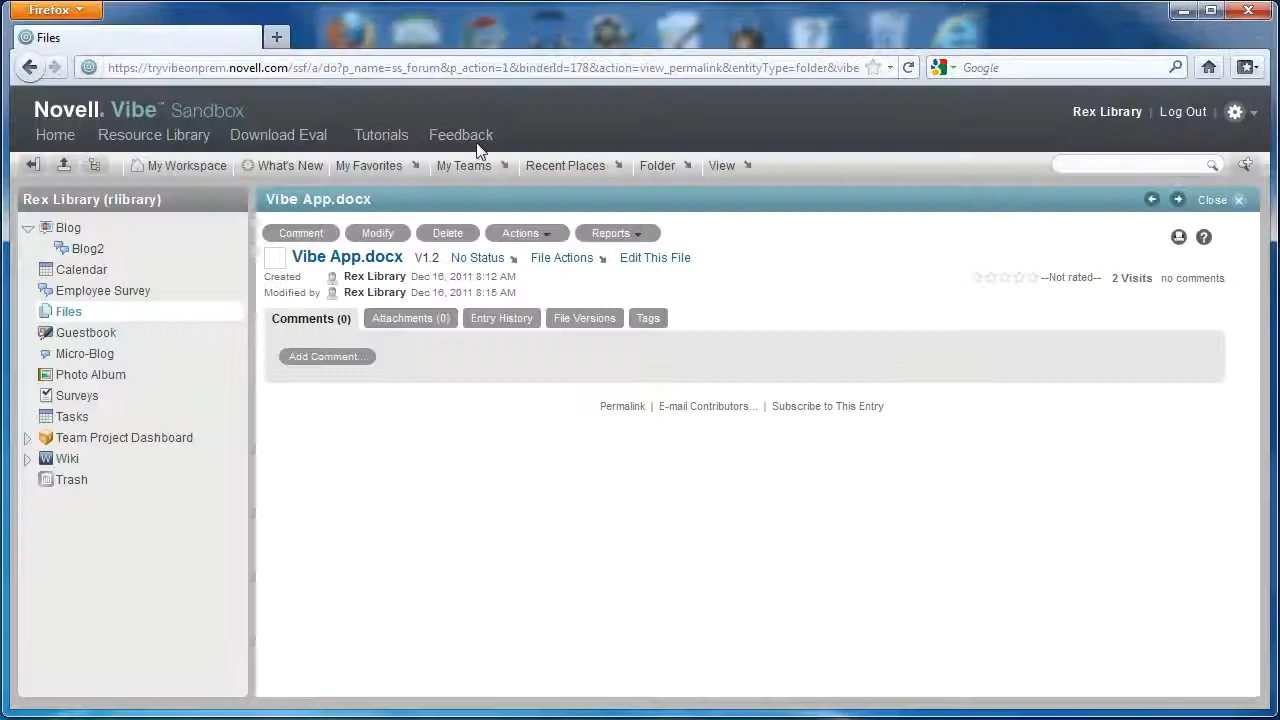 Firefox
Files
https://tryvibeonprem.novell.com/ssf/a/do?p_name=ss_forum&p_action=1&binderId=178&action=view_permalink&entityType=folder&vibe
Google
Novell Vibe™ Sandbox
Rex Library | Log Out |
Home Resource Library Download Eval Tutorials Feedback
My Workspace What's New My Favorites My Teams Recent Places Folder View
Rex Library (rlibrary)
Blog
Blog2
Calendar
Employee Survey
Files
Guestbook
Micro-Blog
Photo Album
Surveys
Tasks
Team Project Dashboard
Wiki
Trash
Vibe App.docx
Close
Comment Modify Delete Actions Reports
Vibe App.docx V1.2 No Status File Actions Edit This File
Created Rex Library Dec 16, 2011 8:12 AM
Modified by Rex Library Dec 16, 2011 8:15 AM
--Not rated-- 2 Visits no comments
Comments (0) Attachments (0) Entry History File Versions Tags
Add Comment...
Permalink | E-mail Contributors... | Subscribe to This Entry